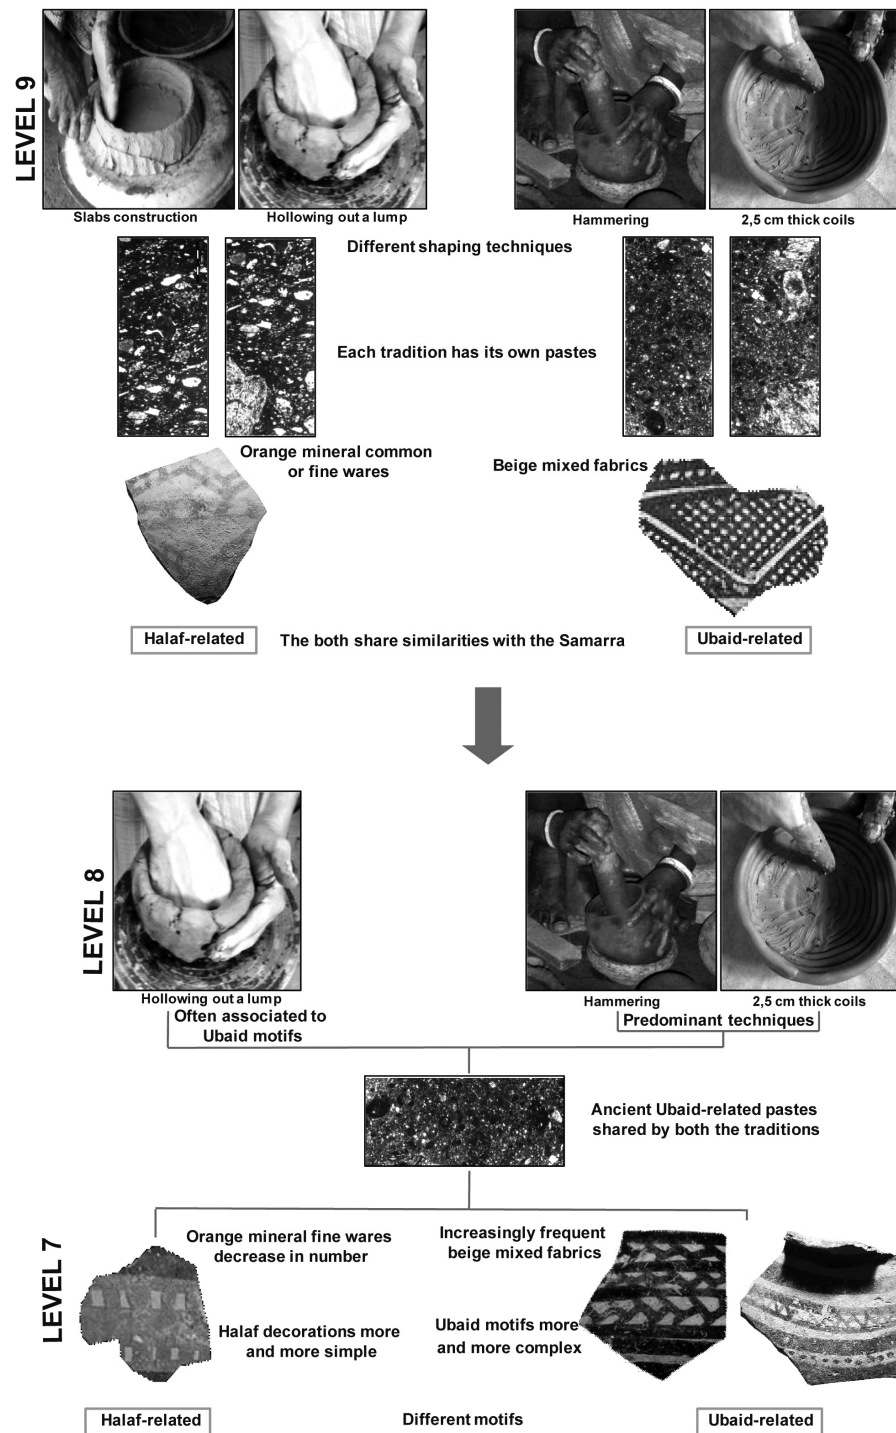 LEVEL 9
Slabs construction
Hollowing out a lump
Hammering
2,5 cm thick coils
Different shaping techniques
Each tradition has its own pastes
Orange mineral common
or fine wares
Beige mixed fabrics
Halaf-related
The both share similarities with the Samarra
Ubaid-related
LEVEL 8
Hollowing out a lump
Often associated to
Ubaid motifs
Hammering
2,5 cm thick coils
Predominant techniques
Ancient Ubaid-related pastes
shared by both the traditions
LEVEL 7
Orange mineral fine wares
decrease in number
Increasingly frequent
beige mixed fabrics
Halaf decorations more
and more simple
Ubaid motifs more
and more complex
Halaf-related
Different motifs
Ubaid-related